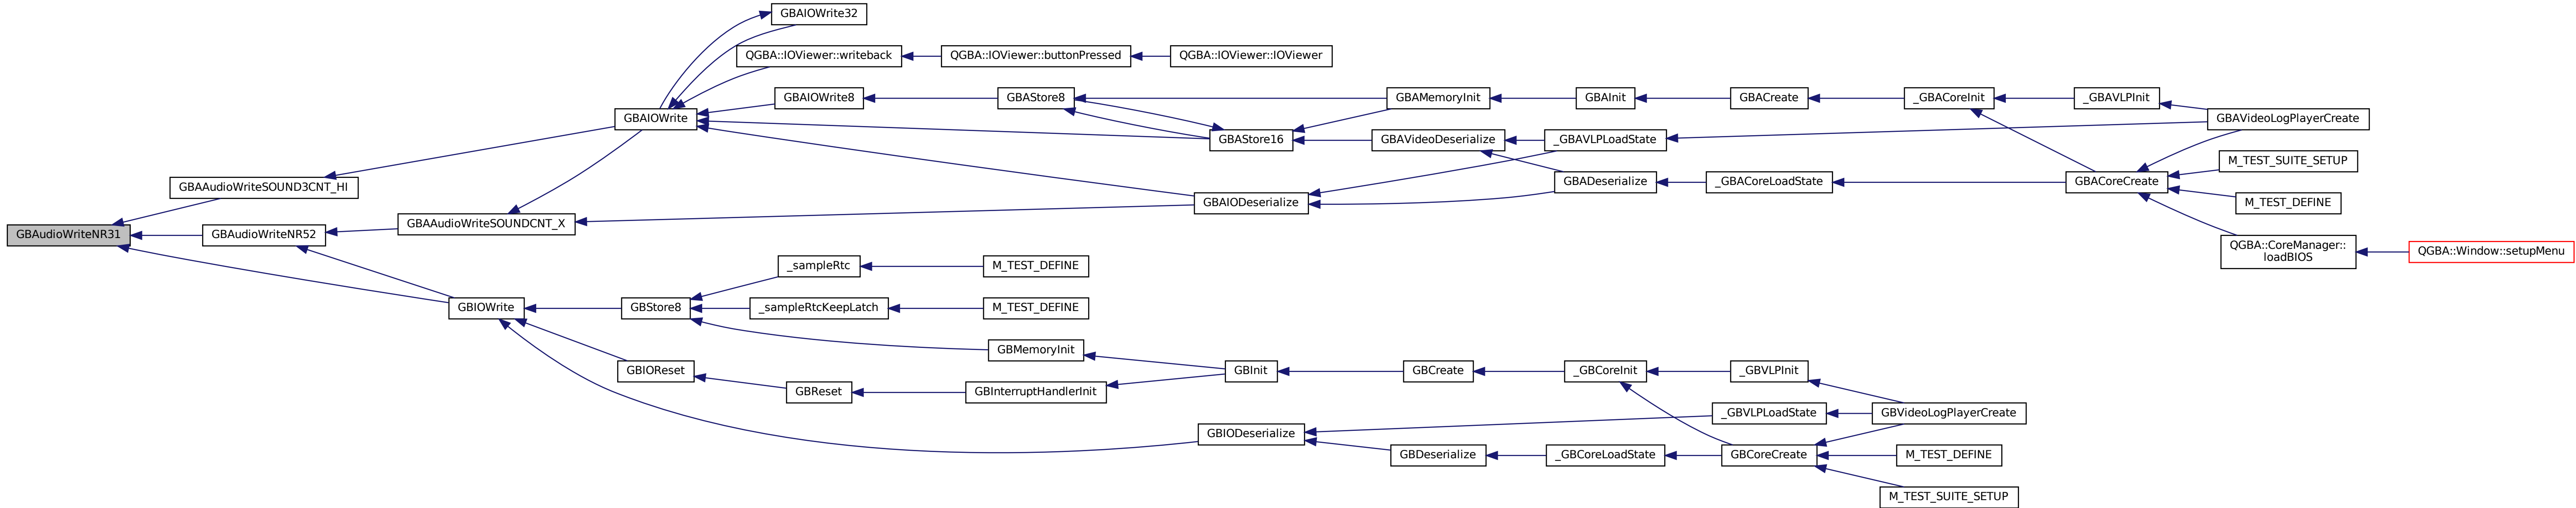 GBAIOWrite32
QGBA::IOViewer::writeback
QGBA::IOViewer::buttonPressed
QGBA::IOViewer::IOViewer
GBAIOWrite8
GBAStore8
GBAMemoryInit
GBAInit
GBACreate
_GBACoreInit
_GBAVLPInit
GBAIOWrite
GBAVideoLogPlayerCreate
GBAStore16
GBAVideoDeserialize
_GBAVLPLoadState
M_TEST_SUITE_SETUP
GBAAudioWriteSOUND3CNT_HI
GBADeserialize
_GBACoreLoadState
GBACoreCreate
GBAIODeserialize
M_TEST_DEFINE
GBAAudioWriteSOUNDCNT_X
GBAudioWriteNR31
GBAudioWriteNR52
QGBA::CoreManager::
loadBIOS
QGBA::Window::setupMenu
_sampleRtc
M_TEST_DEFINE
GBIOWrite
GBStore8
_sampleRtcKeepLatch
M_TEST_DEFINE
GBMemoryInit
GBIOReset
GBInit
GBCreate
_GBCoreInit
_GBVLPInit
GBReset
GBInterruptHandlerInit
_GBVLPLoadState
GBVideoLogPlayerCreate
GBIODeserialize
GBDeserialize
_GBCoreLoadState
GBCoreCreate
M_TEST_DEFINE
M_TEST_SUITE_SETUP